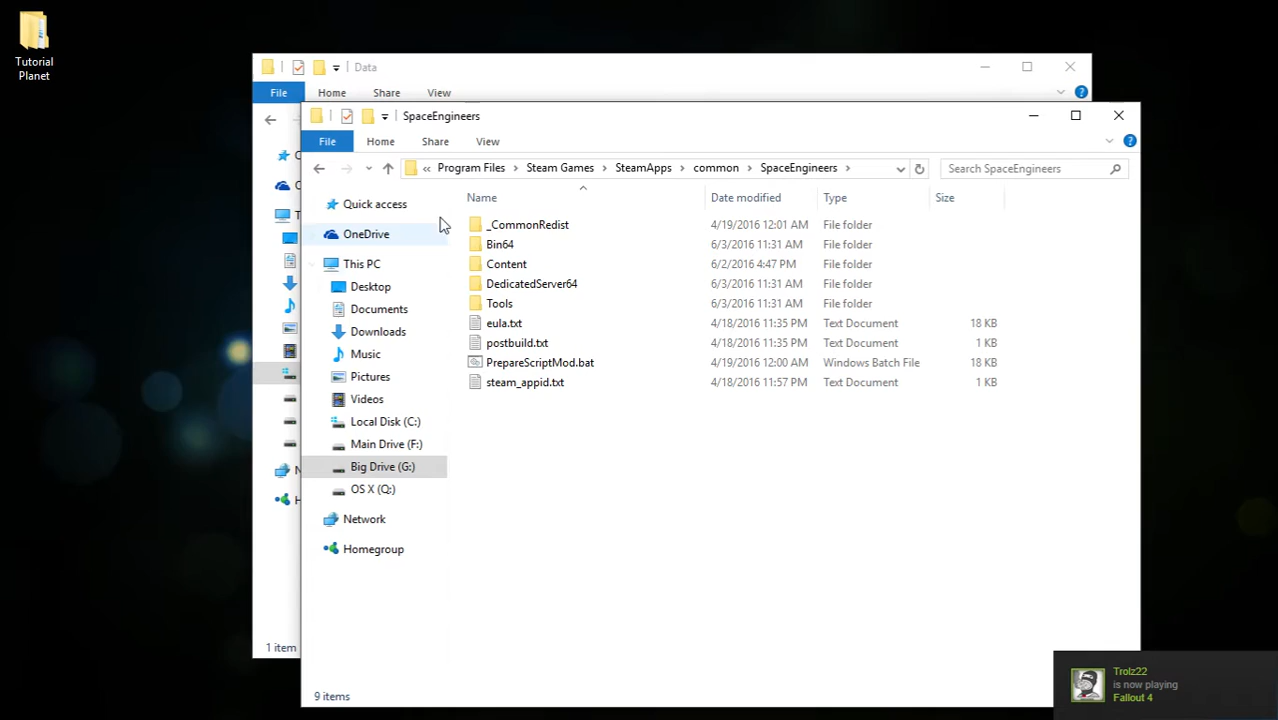 Tutorial
Planet
Data
File Home Share View
SpaceEngineers
File Home Share View
« Program Files > Steam Games > SteamApps > common > SpaceEngineers >
Search SpaceEngineers
Name Date modified Type Size
Quick access
OneDrive
This PC
Desktop
Documents
Downloads
Music
Pictures
Videos
Local Disk (C:)
Main Drive (F:)
Big Drive (G:)
OS X (Q:)
Network
Homegroup
_CommonRedist 4/19/2016 12:01 AM File folder
Bin64 6/3/2016 11:31 AM File folder
Content 6/2/2016 4:47 PM File folder
DedicatedServer64 6/3/2016 11:31 AM File folder
Tools 6/3/2016 11:31 AM File folder
eula.txt 4/18/2016 11:35 PM Text Document 18 KB
postbuild.txt 4/18/2016 11:35 PM Text Document 1 KB
PrepareScriptMod.bat 4/19/2016 12:00 AM Windows Batch File 18 KB
steam_appid.txt 4/18/2016 11:57 PM Text Document 1 KB
1 item
9 items
Trolz22
is now playing
Fallout 4